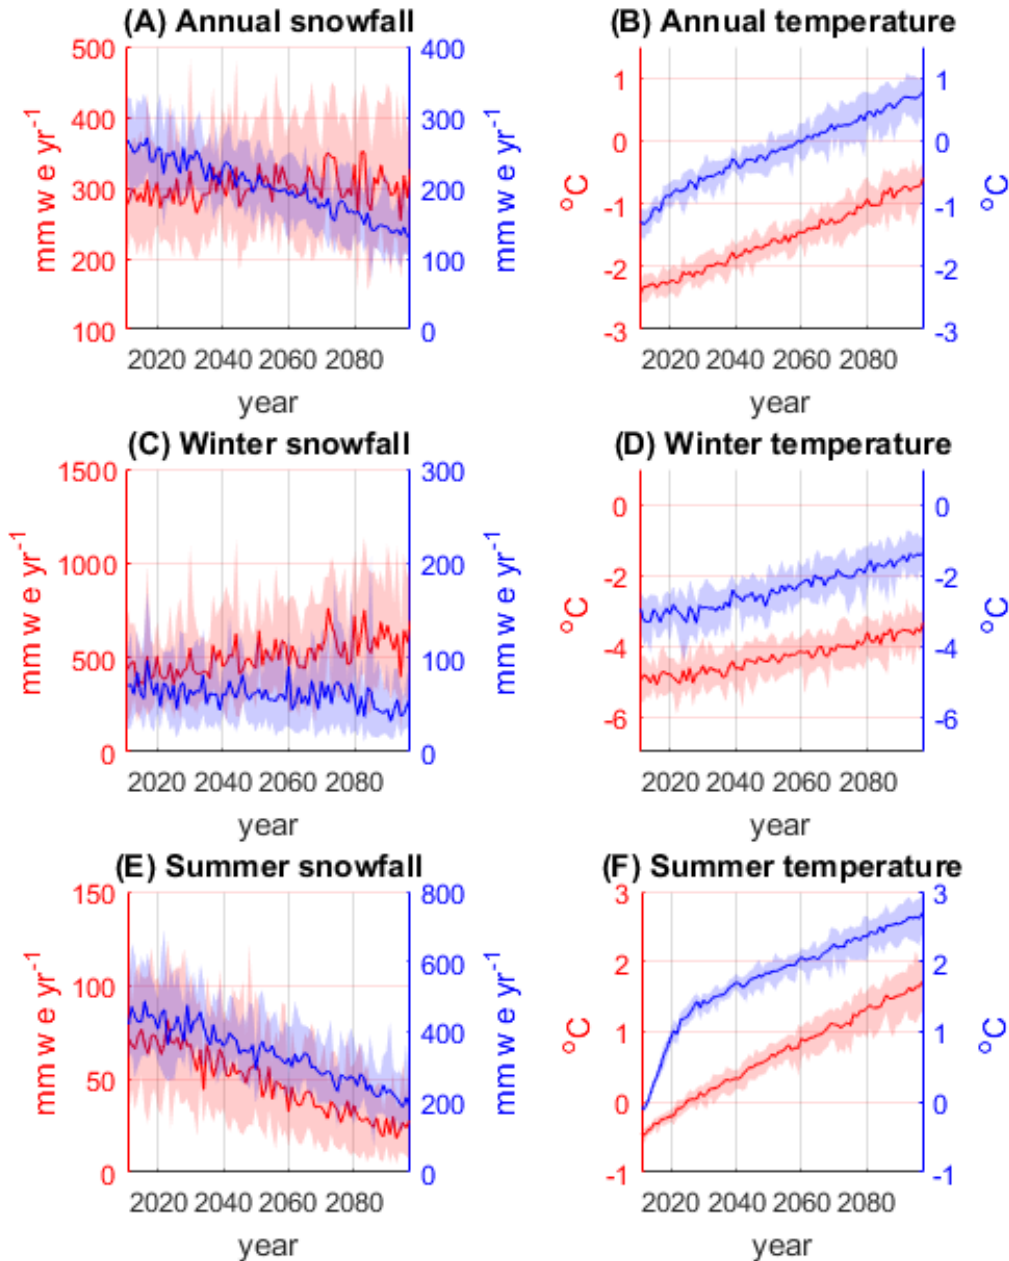 (A) Annual snowfall
500
400
300
200
100
mm w e yr-1
400
300
200
100
0
mm w e yr-1
2020 2040 2060 2080
year
(B) Annual temperature
1
0
-1
-2
-3
°C
1
0
-1
-2
-3
°C
2020 2040 2060 2080
year
(C) Winter snowfall
1500
1000
500
0
mm w e yr-1
300
200
100
0
mm w e yr-1
2020 2040 2060 2080
year
(D) Winter temperature
0
-2
-4
-6
°C
0
-2
-4
-6
°C
2020 2040 2060 2080
year
(E) Summer snowfall
150
100
50
0
mm w e yr-1
800
600
400
200
0
mm w e yr-1
2020 2040 2060 2080
year
(F) Summer temperature
3
2
1
0
-1
°C
3
2
1
0
-1
°C
2020 2040 2060 2080
year